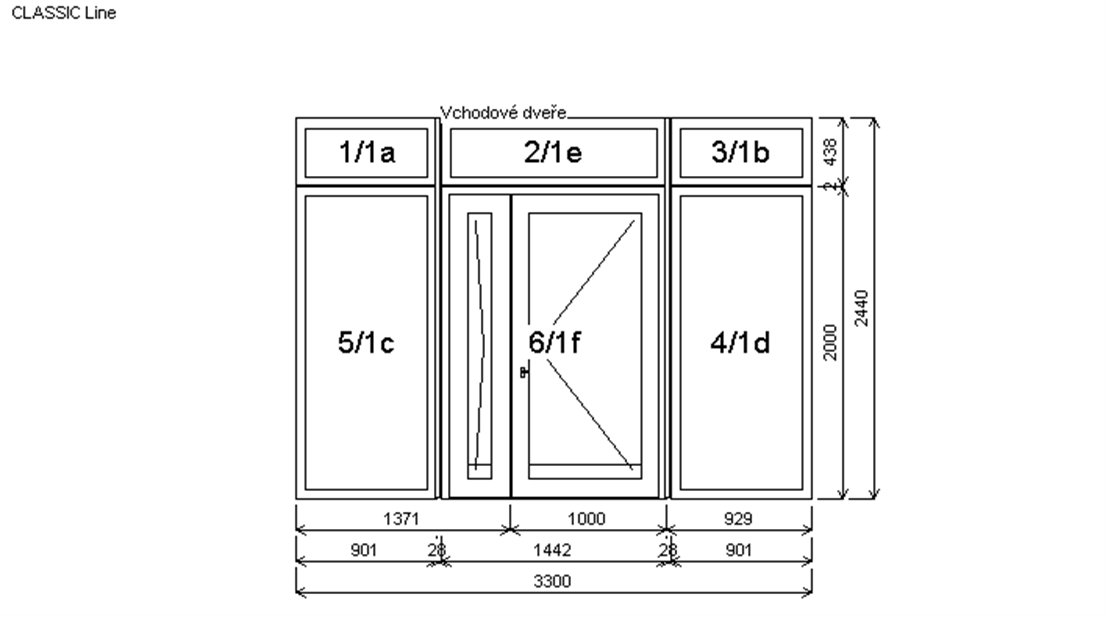 CLASSIC Line
Vchodové dveře
1/1a 2/1e 3/1b
438
2
2440
2000
5/1c 6/1f 4/1d
1371 1000 929
901 28 1442 28 901
3300